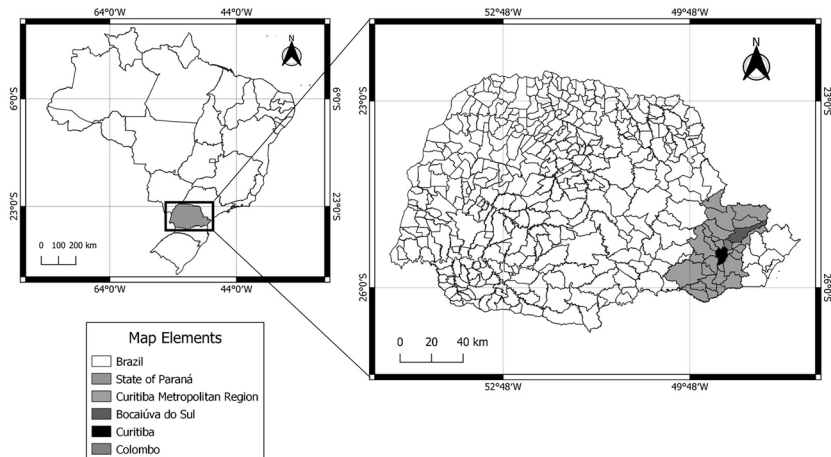 64°0'W 44°0'W
N
6°0'S 6°0'S
23°0'S 23°0'S
0 100 200 km
64°0'W 44°0'W
52°48'W 49°48'W
N
23°0'S 23°0'S
26°0'S 26°0'S
0 20 40 km
52°48'W 49°48'W
Map Elements
Brazil
State of Paraná
Curitiba Metropolitan Region
Bocaiúva do Sul
Curitiba
Colombo